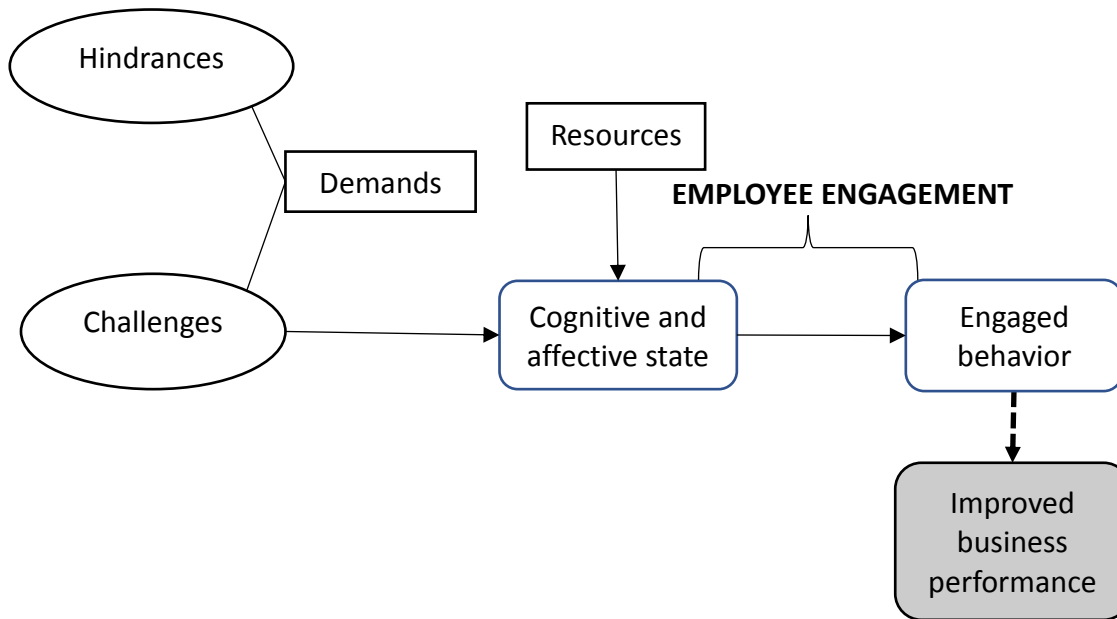 Hindrances
Resources
Demands
EMPLOYEE ENGAGEMENT
Challenges
Cognitive and
affective state
Engaged
behavior
Improved
business
performance